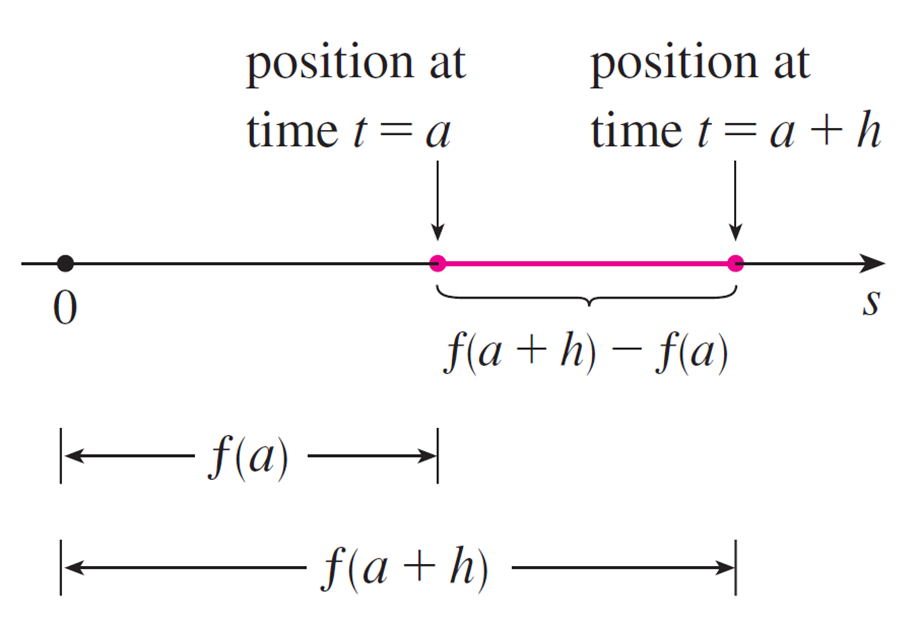 position at
time t = a
position at
time t = a + h
0
s
f(a + h) − f(a)
f(a)
f(a + h)